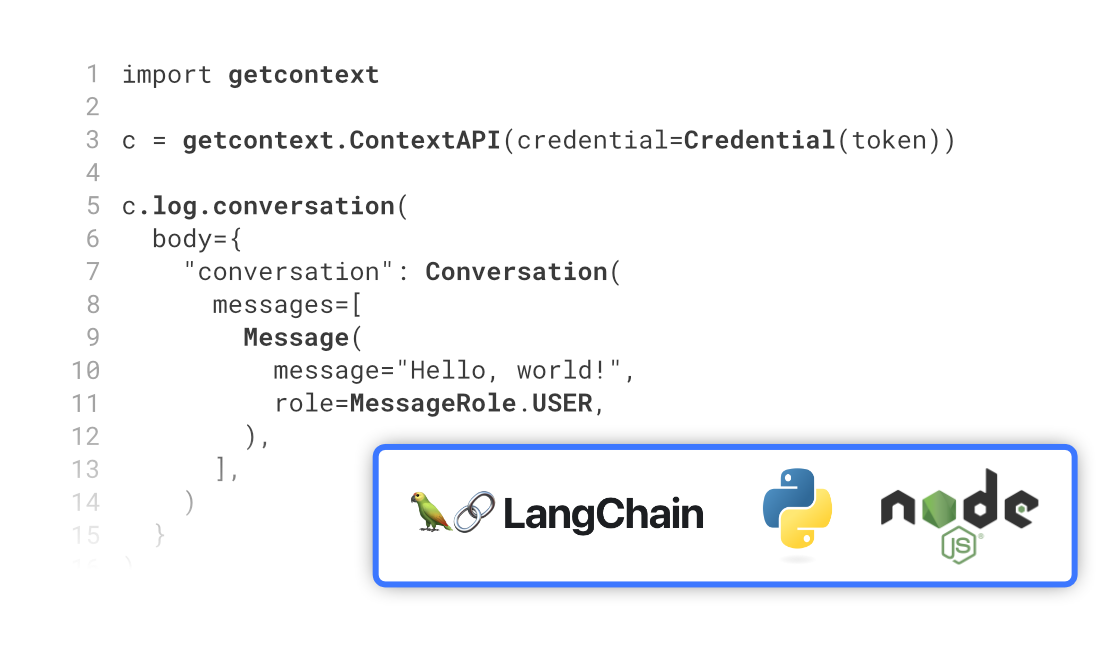 1 import getcontext
2
3 c = getcontext.ContextAPI(credential=Credential(token))
4
5 c.log.conversation(
6   body={
7     "conversation": Conversation(
8       messages=[
9         Message(
10           message="Hello, world!",
11           role=MessageRole.USER,
12         ),
13       ],
14     )
15   }
16 )
LangChain
node
JS